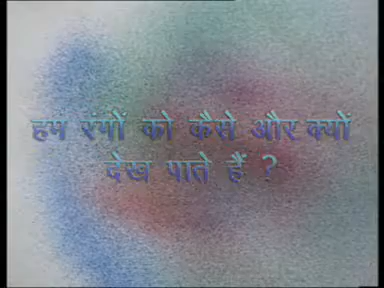 हम रंगों को कैसे और क्यों
देख पाते हैं ?